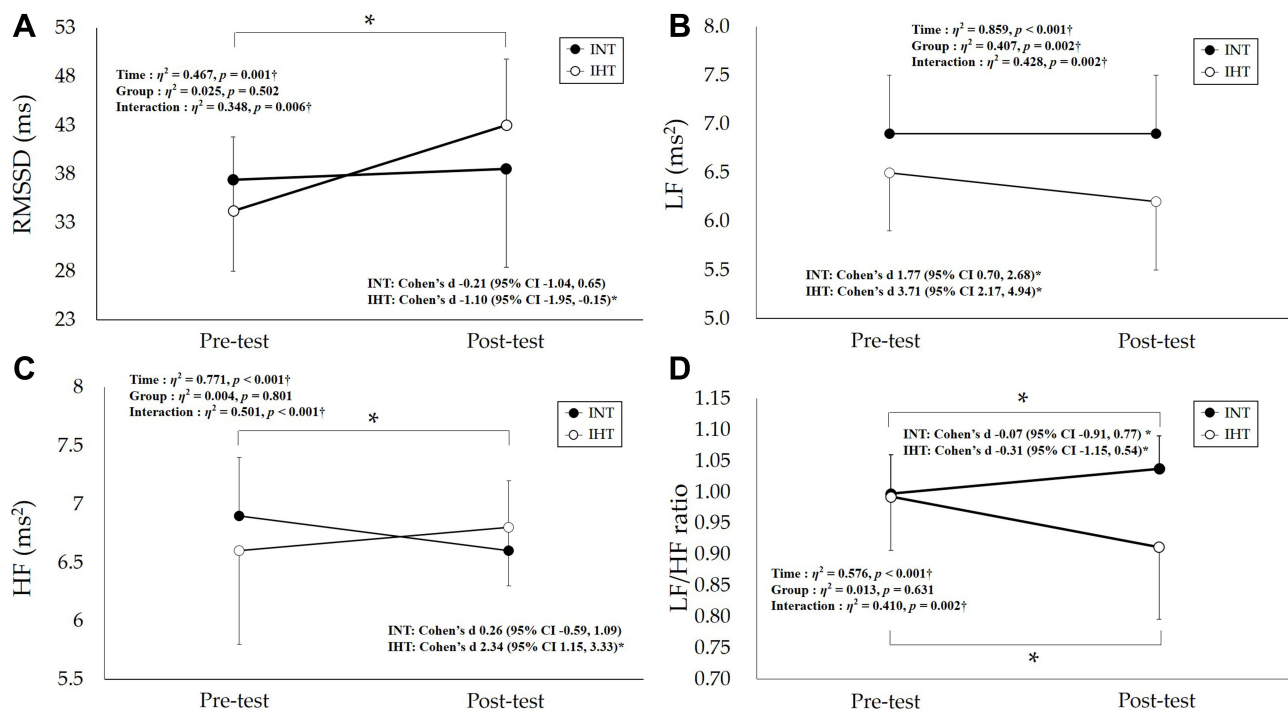 A
53
48
43
38
33
28
23
RMSSD (ms)
*
INT
IHT
Time : η² = 0.467, p = 0.001†
Group : η² = 0.025, p = 0.502
Interaction : η² = 0.348, p = 0.006†
INT: Cohen's d -0.21 (95% CI -1.04, 0.65)
IHT: Cohen's d -1.10 (95% CI -1.95, -0.15)*
Pre-test
Post-test
B
8.0
7.5
7.0
6.5
6.0
5.5
5.0
LF (ms²)
Time : η² = 0.859, p < 0.001†
Group : η² = 0.407, p = 0.002†
Interaction : η² = 0.428, p = 0.002†
INT
IHT
INT: Cohen's d 1.77 (95% CI 0.70, 2.68)*
IHT: Cohen's d 3.71 (95% CI 2.17, 4.94)*
Pre-test
Post-test
C
8
7.5
7
6.5
6
5.5
HF (ms²)
Time : η² = 0.771, p < 0.001†
Group : η² = 0.004, p = 0.801
Interaction : η² = 0.501, p < 0.001†
*
INT
IHT
INT: Cohen's d 0.26 (95% CI -0.59, 1.09)
IHT: Cohen's d 2.34 (95% CI 1.15, 3.33)*
Pre-test
Post-test
D
1.15
1.10
1.05
1.00
0.95
0.90
0.85
0.80
0.75
0.70
LF/HF ratio
*
INT
IHT
INT: Cohen's d -0.07 (95% CI -0.91, 0.77) *
IHT: Cohen's d -0.31 (95% CI -1.15, 0.54)*
Time : η² = 0.576, p < 0.001†
Group : η² = 0.013, p = 0.631
Interaction : η² = 0.410, p = 0.002†
*
Pre-test
Post-test